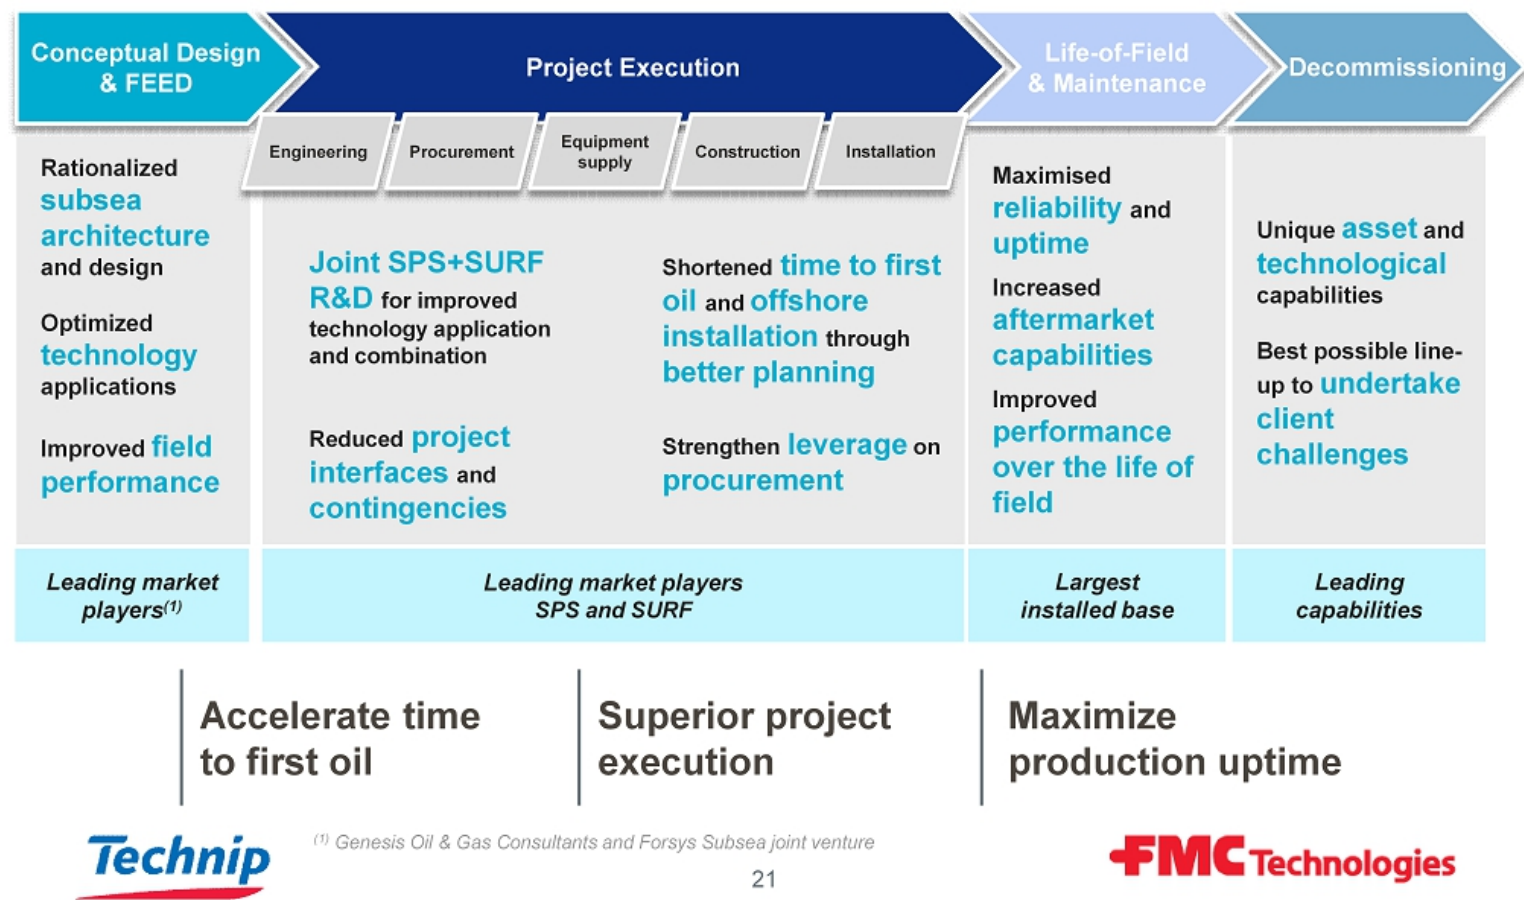 Conceptual Design
& FEED
Project Execution
Life-of-Field
& Maintenance
Decommissioning
Engineering
Procurement
Equipment
supply
Construction
Installation
Rationalized
subsea
architecture
and design
Optimized
technology
applications
Improved field
performance
Joint SPS+SURF
R&D for improved
technology application
and combination
Reduced project
interfaces and
contingencies
Shortened time to first
oil and offshore
installation through
better planning
Strengthen leverage on
procurement
Maximised
reliability and
uptime
Increased
aftermarket
capabilities
Improved
performance
over the life of
field
Unique asset and
technological
capabilities
Best possible line-
up to undertake
client
challenges
Leading market
players(1)
Leading market players
SPS and SURF
Largest
installed base
Leading
capabilities
Accelerate time
to first oil
Superior project
execution
Maximize
production uptime
Technip
(1) Genesis Oil & Gas Consultants and Forsys Subsea joint venture
21
FMC Technologies